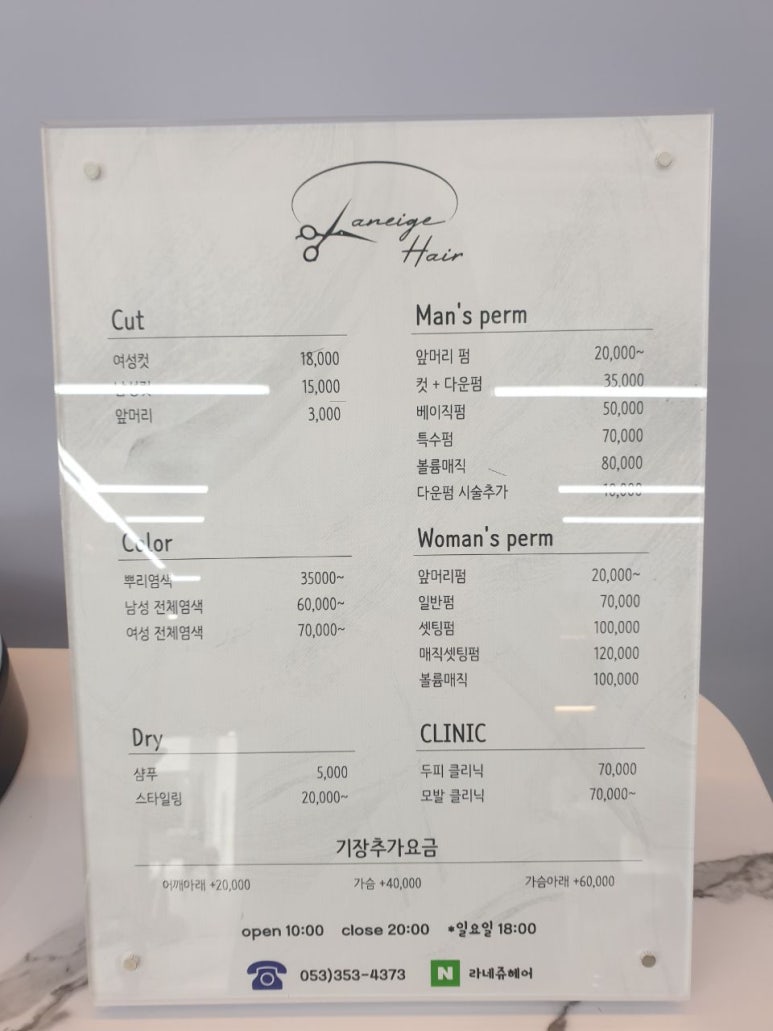 Laneige
Hair
Cut
여성컷 18,000
남성컷 15,000
앞머리 3,000
Man's perm
앞머리 펌 20,000~
컷 + 다운펌 35,000
베이직펌 50,000
특수펌 70,000
볼륨매직 80,000
다운펌 시술추가 10,000
Color
뿌리염색 35000~
남성 전체염색 60,000~
여성 전체염색 70,000~
Woman's perm
앞머리펌 20,000~
일반펌 70,000
셋팅펌 100,000
매직셋팅펌 120,000
볼륨매직 100,000
Dry
샴푸 5,000
스타일링 20,000~
CLINIC
두피 클리닉 70,000
모발 클리닉 70,000~
기장추가요금
어깨아래 +20,000 가슴 +40,000 가슴아래 +60,000
open 10:00 close 20:00 *일요일 18:00
053)353-4373 N 라네쥬헤어